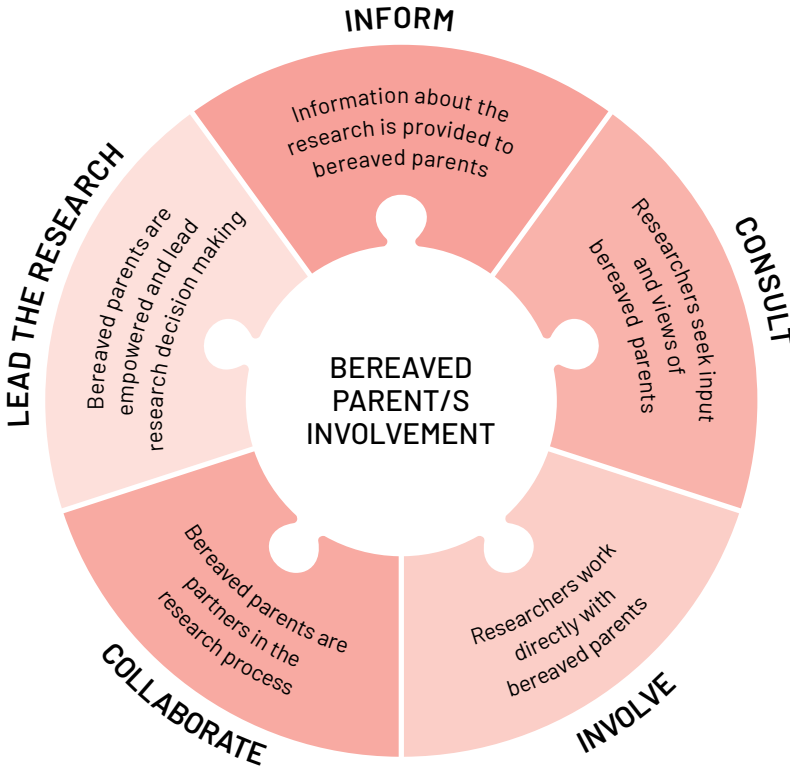 INFORM
Information about the
research is provided to
bereaved parents
CONSULT
Researchers seek input
and views of
bereaved parents
INVOLVE
Researchers work
directly with
bereaved parents
COLLABORATE
Bereaved parents are
partners in the
research process
LEAD THE RESEARCH
Bereaved parents are
empowered and lead
research decision making
BEREAVED
PARENT/S
INVOLVEMENT